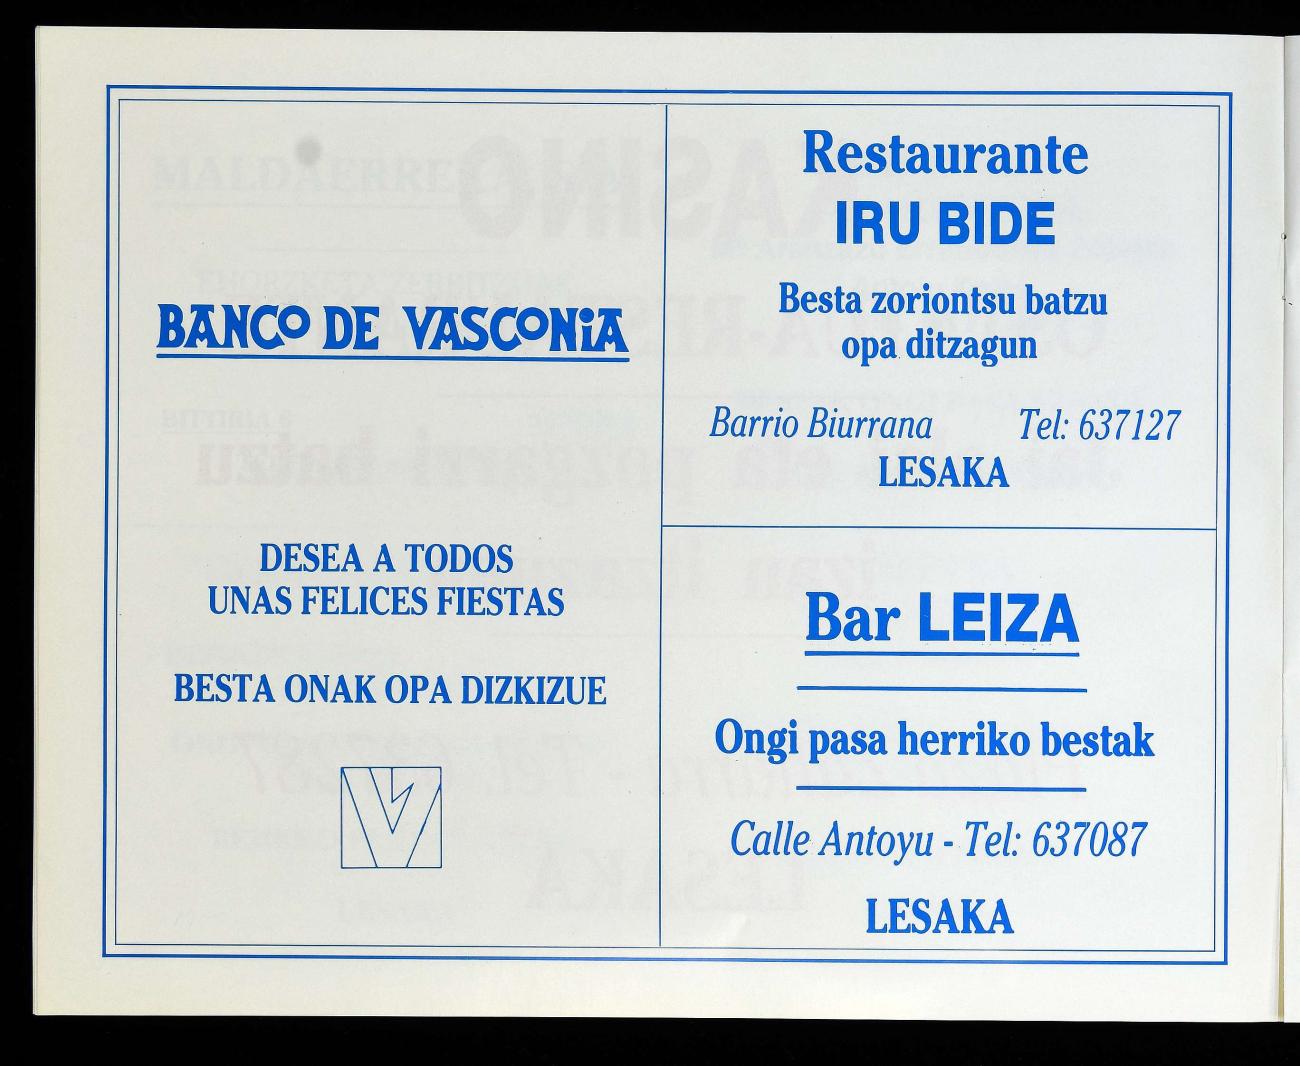 BANCO DE VASCONIA
DESEA A TODOS
UNAS FELICES FIESTAS
BESTA ONAK OPA DIZKIZUE
Restaurante
IRU BIDE
Besta zoriontsu batzu
opa ditzagun
Barrio Biurrana Tel: 637127
LESAKA
Bar LEIZA
Ongi pasa herriko bestak
Calle Antoyu - Tel: 637087
LESAKA